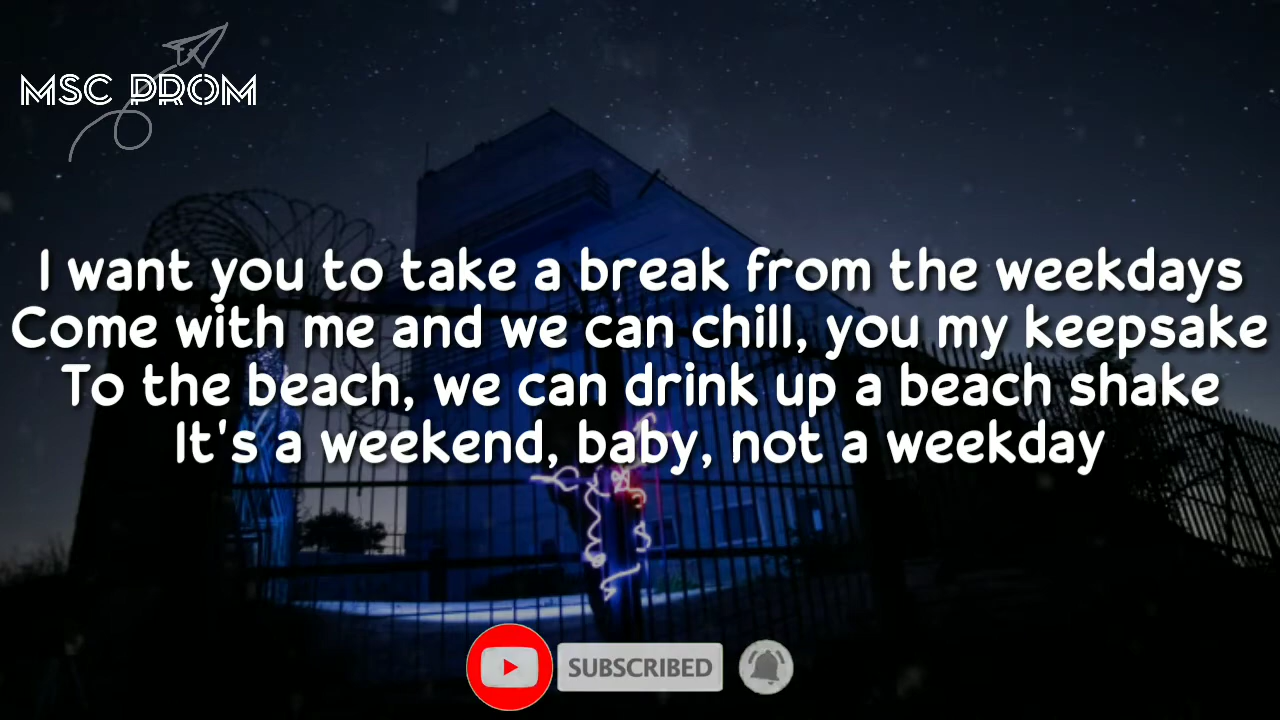 MSC PROM
I want you to take a break from the weekdays
Come with me and we can chill, you my keepsake
To the beach, we can drink up a beach shake
It's a weekend, baby, not a weekday
SUBSCRIBED